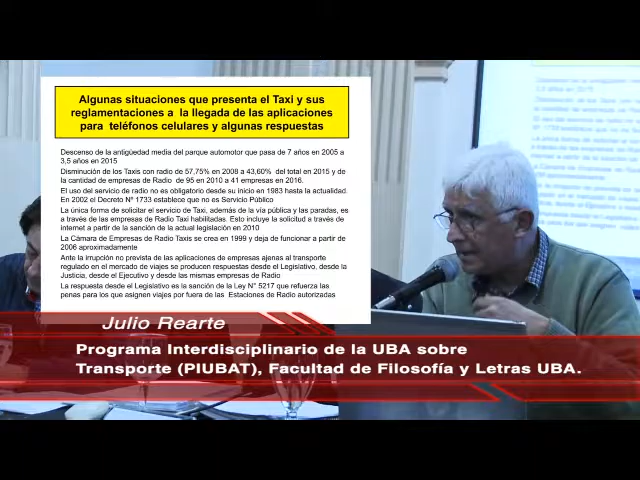 Algunas situaciones que presenta el Taxi y sus
reglamentaciones a la llegada de las aplicaciones
para teléfonos celulares y algunas respuestas
Descenso de la antigüedad media del parque automotor que pasa de 7 años en 2005 a
3,5 años en 2015
Disminución de los Taxis con radio de 57,75% en 2008 a 43,60% del total en 2015 y de
la cantidad de empresas de Radio de 95 en 2010 a 41 empresas en 2016.
El uso del servicio de radio no es obligatorio desde su inicio en 1983 hasta la actualidad.
En 2002 el Decreto Nº 1733 establece que no es Servicio Público
La única forma de solicitar el servicio de Taxi, además de la vía pública y las paradas, es
a través de las empresas de Radio Taxi habilitadas. Esto incluye la solicitud a través de
internet a partir de la sanción de la actual legislación en 2010
La Cámara de Empresas de Radio Taxis se crea en 1999 y deja de funcionar a partir de
2006 aproximadamente
Ante la irrupción no prevista de las aplicaciones de empresas ajenas al transporte
regulado en el mercado de viajes se producen respuestas desde el Legislativo, desde la
Justicia, desde el Ejecutivo y desde las mismas empresas de Radio
La respuesta desde el Legislativo es la sanción de la Ley N° 5217 que refuerza las
penas para los que asignen viajes por fuera de las Estaciones de Radio autorizadas
Julio Rearte
Programa Interdisciplinario de la UBA sobre
Transporte (PIUBAT), Facultad de Filosofía y Letras UBA.